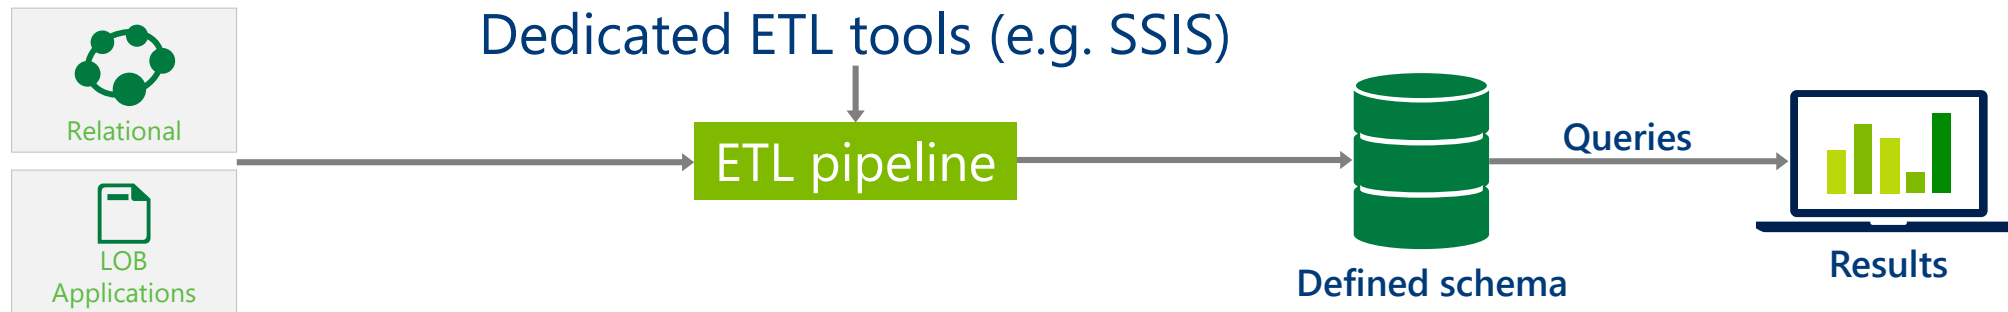 Relational
LOB
Applications
Dedicated ETL tools (e.g. SSIS)
ETL pipeline
Defined schema
Queries
Results